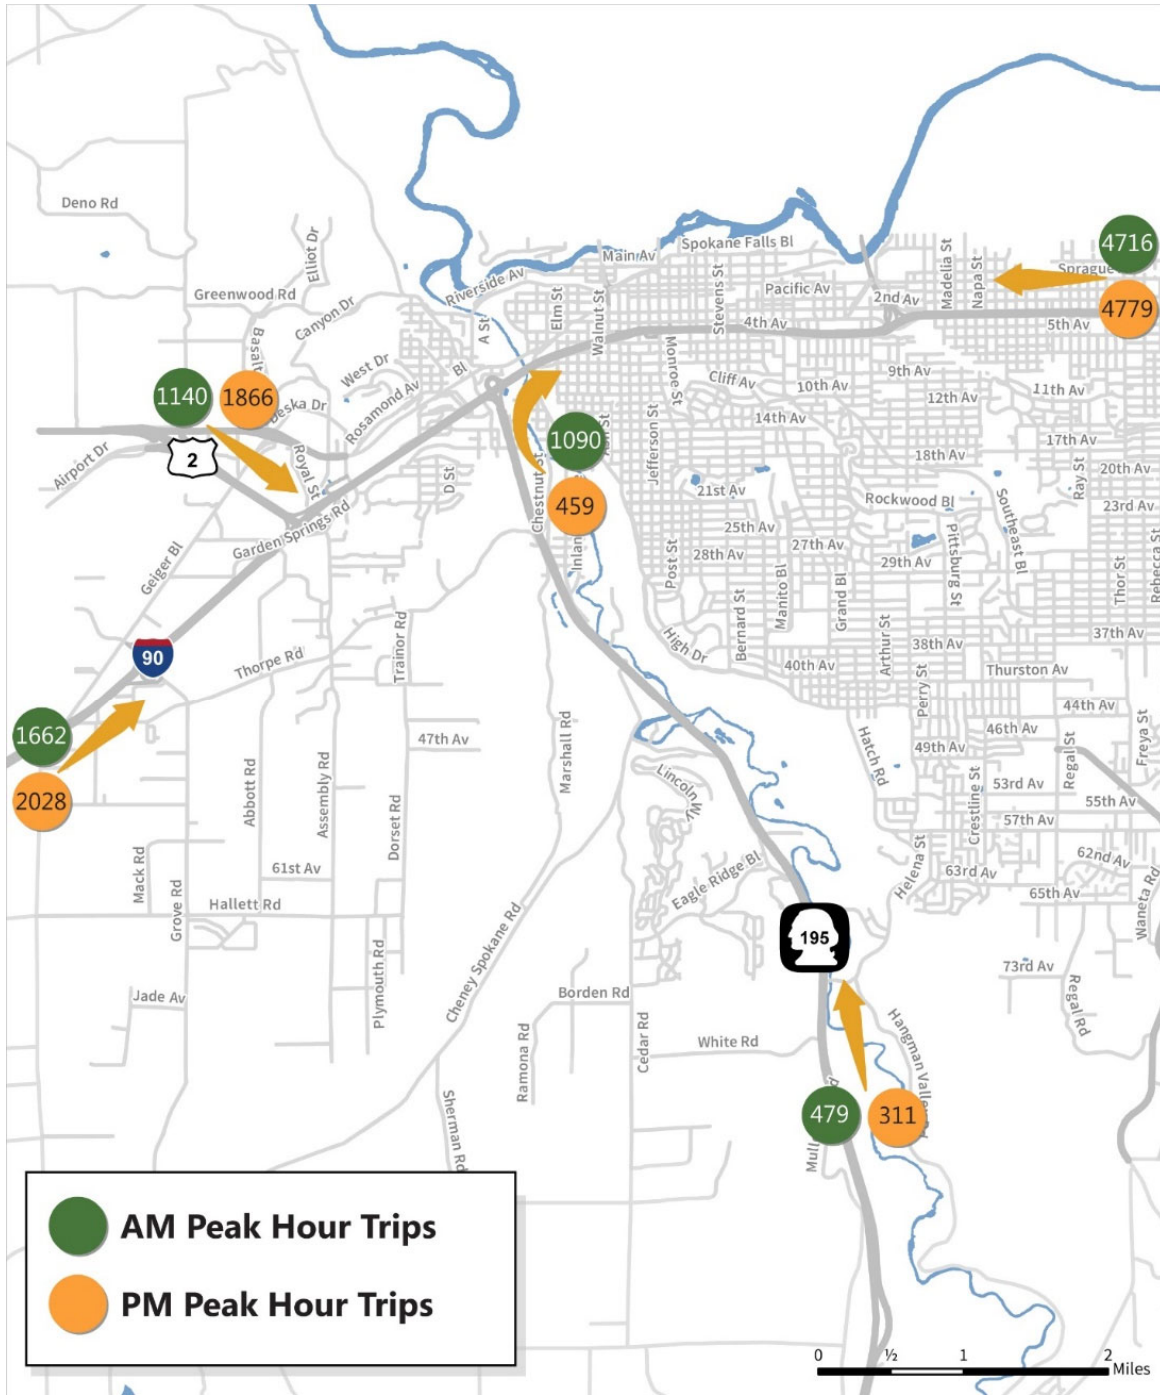 Deno Rd
Elliot Dr
Greenwood Rd
Canyon Dr
Riverside Av
Main Av
Spokane Falls Bl
Pacific Av
2nd Av
Madelia St
Napa St
Sprague
4716
4779
5th Av
4th Av
A St
Elm St
Walnut St
Stevens St
Monroe St
Cliff Av
9th Av
10th Av
11th Av
12th Av
14th Av
17th Av
18th Av
20th Av
Ray St
West Dr
Bl
Rosamond Av
1140
1866
2
Airport Dr
Royal St
D St
Garden Springs Rd
Geiger Bl
Chestnut St
1090
459
Jefferson St
21st Av
Rockwood Bl
Southeast Bl
23rd Av
25th Av
27th Av
28th Av
29th Av
Pittsburg St
Post St
Manito Bl
Grand Bl
Thor St
Rebecca St
Bernard St
Arthur St
37th Av
38th Av
High Dr
40th Av
Thurston Av
Perry St
44th Av
46th Av
49th Av
Regal St
Freya St
90
Thorpe Rd
Trainor Rd
1662
2028
47th Av
Marshall Rd
Hatch Rd
53rd Av
55th Av
57th Av
Crestline St
Abbott Rd
Assembly Rd
Dorset Rd
Lincoln Wy
Mack Rd
Grove Rd
61st Av
Hallett Rd
Eagle Ridge Bl
Helena St
62nd Av
63rd Av
65th Av
Waneta Rd
195
73rd Av
Regal Rd
Plymouth Rd
Cheney Spokane Rd
Jade Av
Borden Rd
Ramona Rd
Cedar Rd
White Rd
479
311
Sherman Rd
AM Peak Hour Trips
PM Peak Hour Trips
0 ½ 1 2
Miles